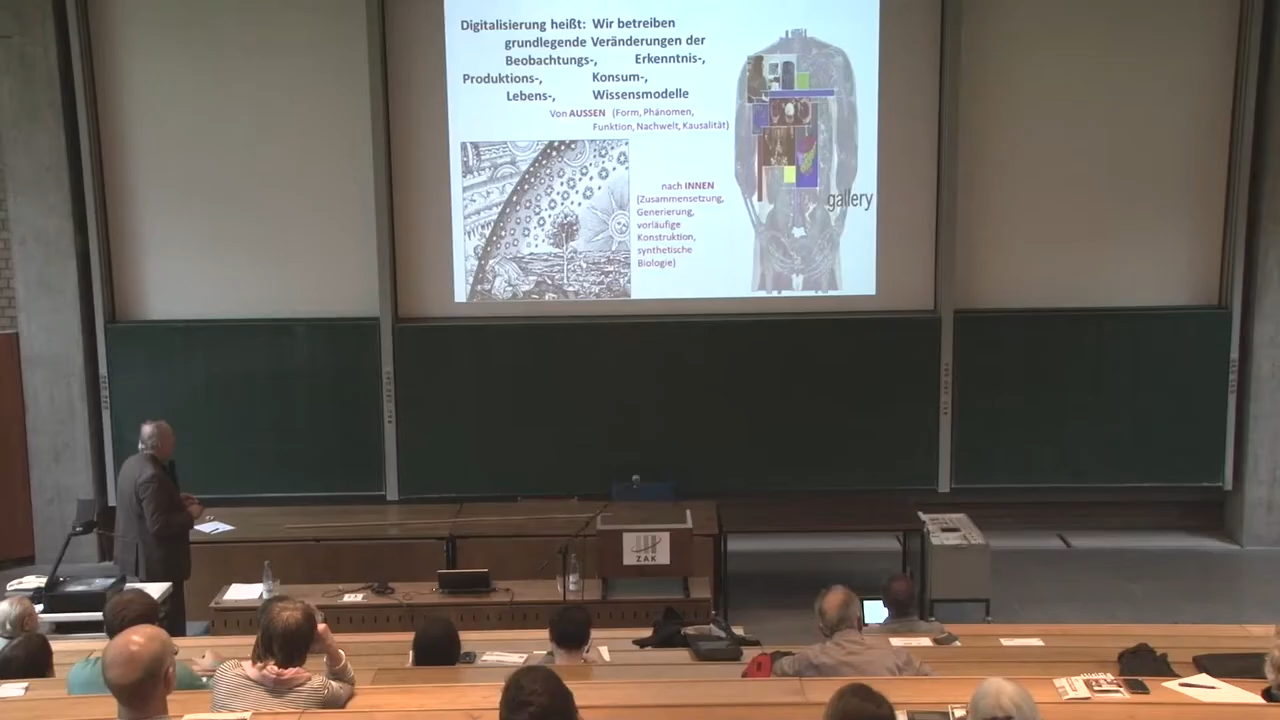 Digitalisierung heißt: Wir betreiben
grundlegende Veränderungen der
Beobachtungs-, Erkenntnis-,
Produktions-, Konsum-,
Lebens-, Wissensmodelle
Von AUSSEN (Form, Phänomen,
Funktion, Nachwelt, Kausalität)
nach INNEN
(Zusammensetzung,
Generierung,
vorläufige
Konstruktion,
synthetische
Biologie)
gallery
ZAK